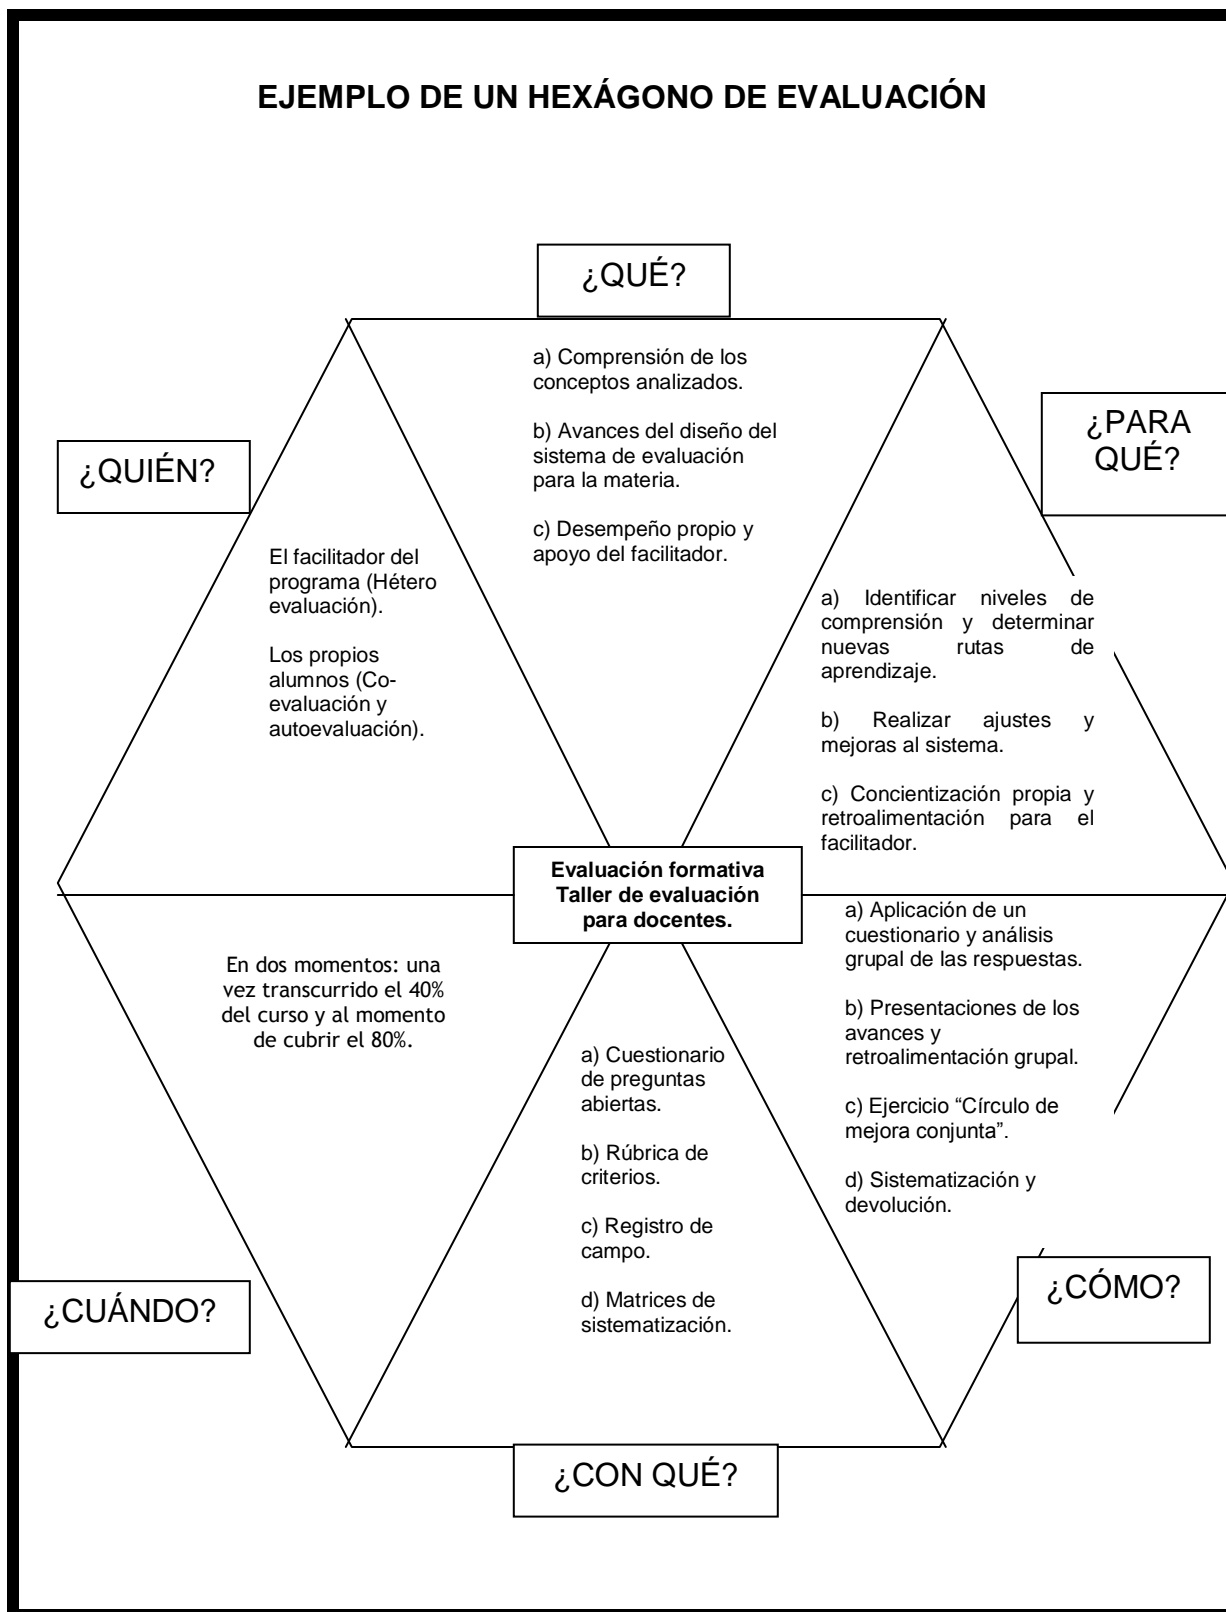 EJEMPLO DE UN HEXÁGONO DE EVALUACIÓN
¿QUÉ?
a) Comprensión de los
conceptos analizados.
b) Avances del diseño del
sistema de evaluación
para la materia.
c) Desempeño propio y
apoyo del facilitador.
¿PARA
QUÉ?
a) Identificar niveles de
comprensión y determinar
nuevas rutas de
aprendizaje.
b) Realizar ajustes y
mejoras al sistema.
c) Concientización propia y
retroalimentación para el
facilitador.
¿QUIÉN?
El facilitador del
programa (Hétero
evaluación).
Los propios
alumnos (Co-
evaluación y
autoevaluación).
Evaluación formativa
Taller de evaluación
para docentes.
a) Aplicación de un
cuestionario y análisis
grupal de las respuestas.
b) Presentaciones de los
avances y
retroalimentación grupal.
c) Ejercicio “Círculo de
mejora conjunta”.
d) Sistematización y
devolución.
¿CÓMO?
En dos momentos: una
vez transcurrido el 40%
del curso y al momento
de cubrir el 80%.
¿CUÁNDO?
a) Cuestionario
de preguntas
abiertas.
b) Rúbrica de
criterios.
c) Registro de
campo.
d) Matrices de
sistematización.
¿CON QUÉ?